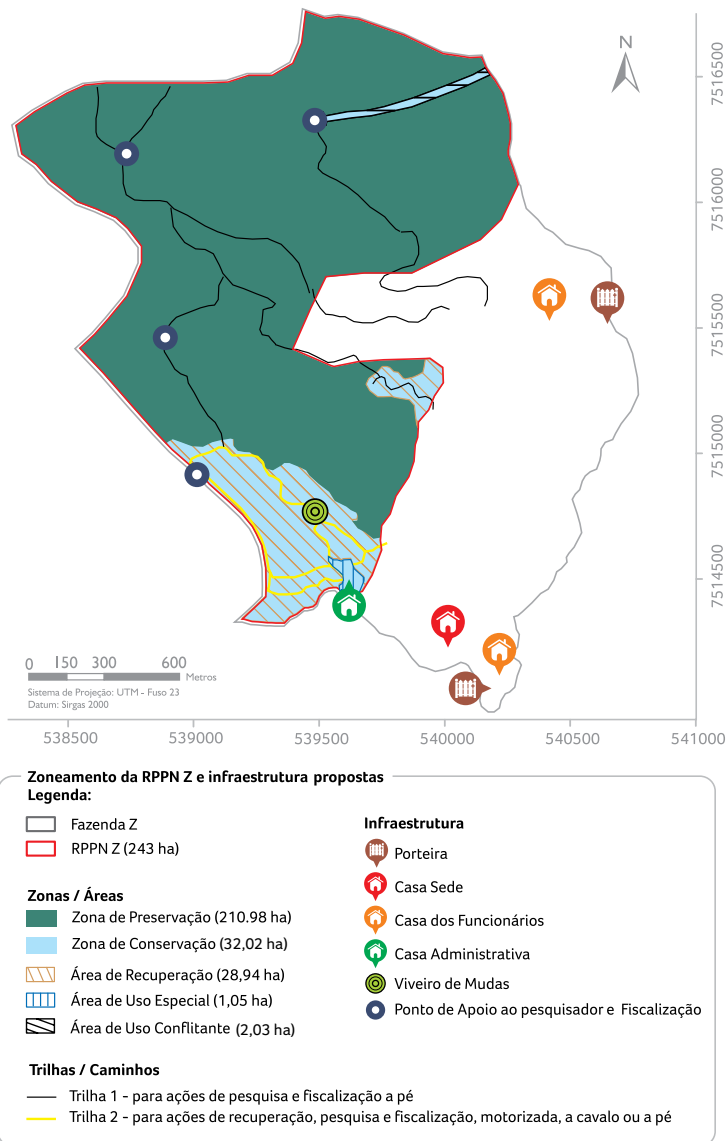 N
7516500
7516000
7515500
7515000
7514500
0 150 300 600
Metros
Sistema de Projeção: UTM - Fuso 23
Datum: Sirgas 2000
538500 539000 539500 540000 540500 541000
Zoneamento da RPPN Z e infraestrutura propostas
Legenda:
Fazenda Z
RPPN Z (243 ha)
Zonas / Áreas
Zona de Preservação (210.98 ha)
Zona de Conservação (32,02 ha)
Área de Recuperação (28,94 ha)
Área de Uso Especial (1,05 ha)
Área de Uso Conflitante (2,03 ha)
Infraestrutura
Porteira
Casa Sede
Casa dos Funcionários
Casa Administrativa
Viveiro de Mudas
Ponto de Apoio ao pesquisador e Fiscalização
Trilhas / Caminhos
Trilha 1 - para ações de pesquisa e fiscalização a pé
Trilha 2 - para ações de recuperação, pesquisa e fiscalização, motorizada, a cavalo ou a pé